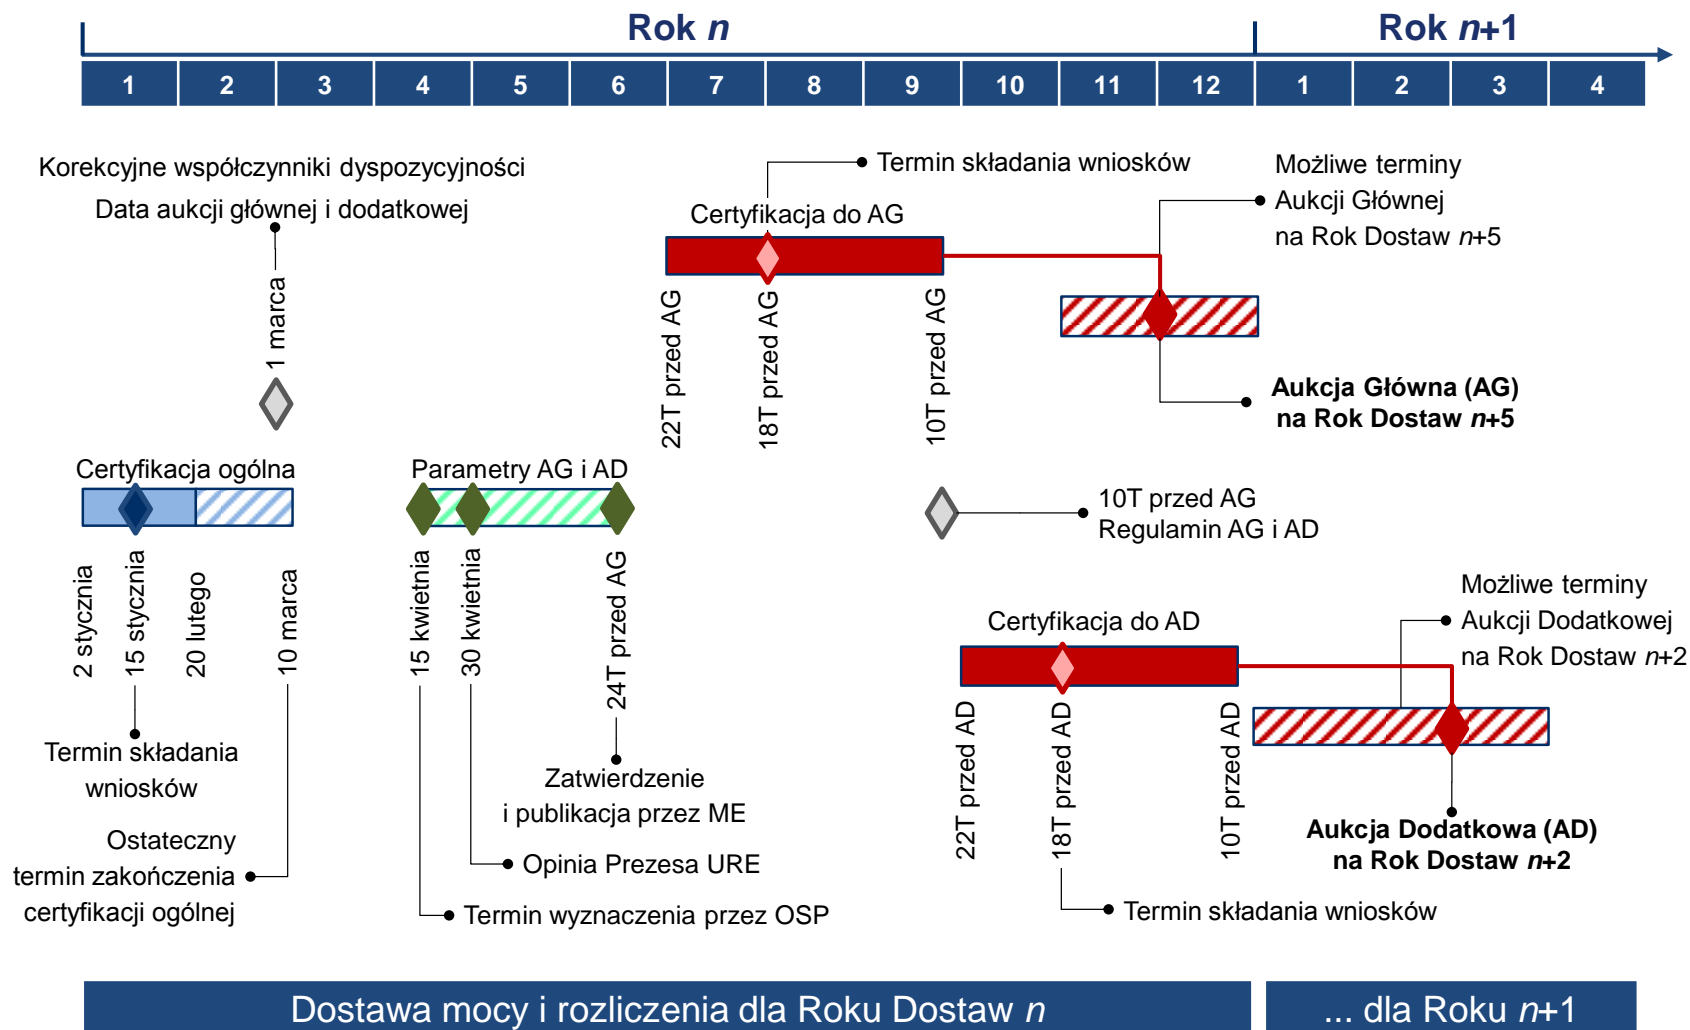 Rok n
Rok n+1
1 2 3 4 5 6 7 8 9 10 11 12 1 2 3 4
Korekcyjne współczynniki dyspozycyjności
Data aukcji głównej i dodatkowej
1 marca
Termin składania wniosków
Certyfikacja do AG
22T przed AG
18T przed AG
10T przed AG
Możliwe terminy
Aukcji Głównej
na Rok Dostaw n+5
Aukcja Główna (AG)
na Rok Dostaw n+5
Certyfikacja ogólna
2 stycznia
15 stycznia
20 lutego
10 marca
Termin składania
wniosków
Ostateczny
termin zakończenia
certyfikacji ogólnej
Parametry AG i AD
15 kwietnia
30 kwietnia
24T przed AG
Zatwierdzenie
i publikacja przez ME
Opinia Prezesa URE
Termin wyznaczenia przez OSP
10T przed AG
Regulamin AG i AD
Certyfikacja do AD
22T przed AD
18T przed AD
10T przed AD
Termin składania wniosków
Możliwe terminy
Aukcji Dodatkowej
na Rok Dostaw n+2
Aukcja Dodatkowa (AD)
na Rok Dostaw n+2
Dostawa mocy i rozliczenia dla Roku Dostaw n
... dla Roku n+1